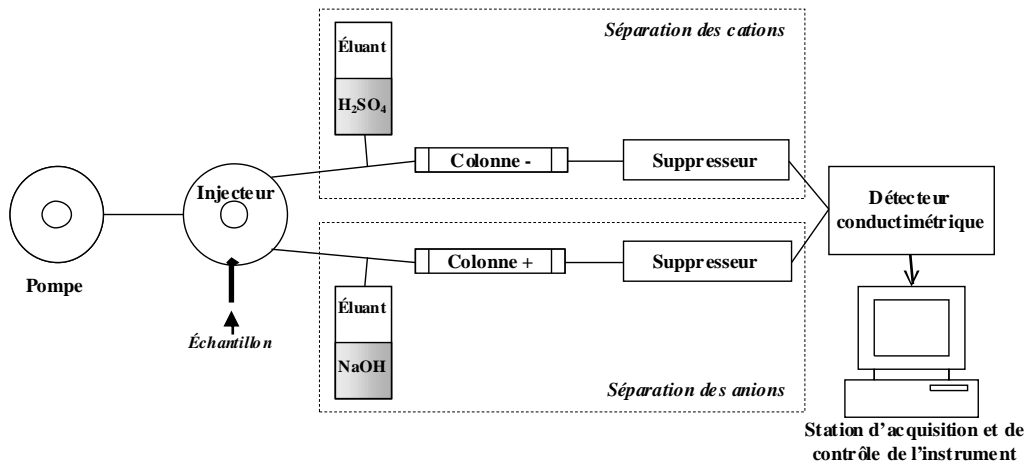 Séparation des cations
Éluant
H₂SO₄
Colonne -
Suppresseur
Injecteur
Détecteur
conductimétrique
Pompe
Échantillon
Colonne +
Suppresseur
Éluant
NaOH
Séparation des anions
Station d'acquisition et de
contrôle de l'instrument